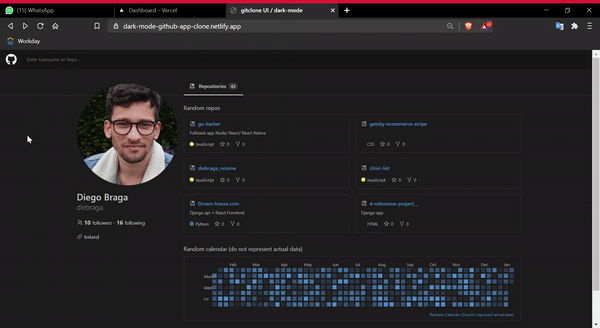 (15) WhatsApp
Dashboard – Vercel
gitclone UI / dark-mode
dark-mode-github-app-clone.netlify.app
Workday
Enter Username or Repo...
Repositories 43
Random repos
go-barber
Fullstack app Node/ React/ React Native
JavaScript 0 0
gatsby-ecommerce-stripe
CSS 0 0
diebraga_resume
JavaScript 0 0
clinic-list
JavaScript 0 0
Dream-house.com
Django api + React Frontend
Python 0 0
4-milestone-project_
Django app
HTML 0 0
Diego Braga
diebraga
10 followers · 16 following
Ireland
Random calendar (do not represent actual data)
Feb Mar Apr May Jun Jul Aug Sep Oct Nov Dec Jan
Mon
Wed
Fri
Random Calendar (Doesn't represent actual data)